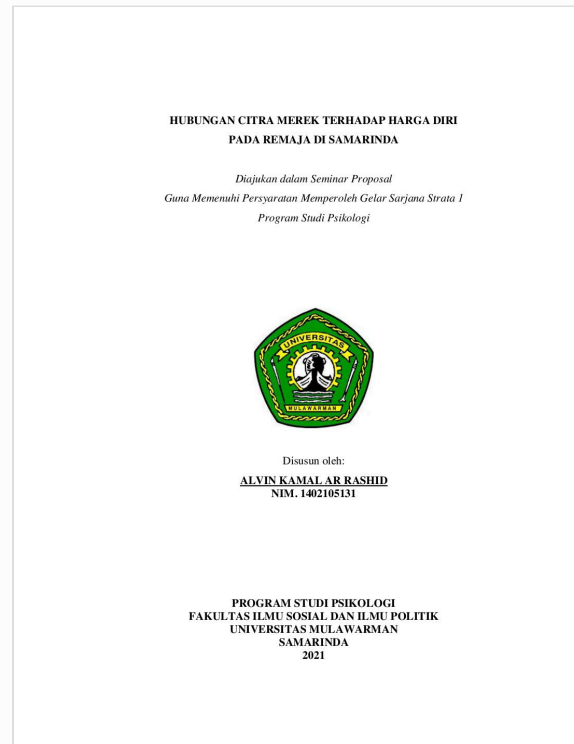 HUBUNGAN CITRA MEREK TERHADAP HARGA DIRI
PADA REMAJA DI SAMARINDA
Diajukan dalam Seminar Proposal
Guna Memenuhi Persyaratan Memperoleh Gelar Sarjana Strata 1
Program Studi Psikologi
UNIVERSITAS
MULAWARMAN
Disusun oleh:
ALVIN KAMAL AR RASHID
NIM. 1402105131
PROGRAM STUDI PSIKOLOGI
FAKULTAS ILMU SOSIAL DAN ILMU POLITIK
UNIVERSITAS MULAWARMAN
SAMARINDA
2021